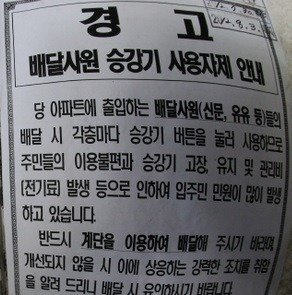 경 고
배달사원 승강기 사용자제 안내
당 아파트에 출입하는 배달사원(신문, 우유 등)들의
배달 시 각층마다 승강기 버튼을 눌러 사용하므로
주민들의 이용불편과 승강기 고장, 유지 및 관리비
(전기료) 발생 등으로 인하여 입주민 민원이 많이 발생
하고 있습니다.
반드시 계단을 이용하여 배달해 주시기 바라며,
개선되지 않을 시 이에 상응하는 강력한 조치를 취함
을 알려 드리니 배달 시 유의하시기 바랍니다.